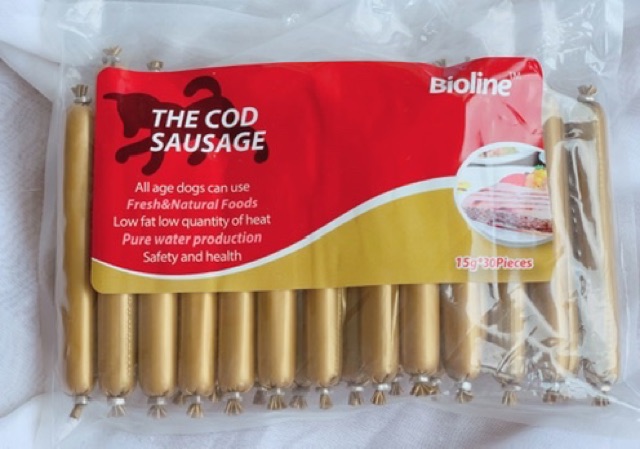 Bioline™
THE COD
SAUSAGE
All age dogs can use
Fresh&Natural Foods
Low fat low quantity of heat
Pure water production
Safety and health
15g*30Pieces